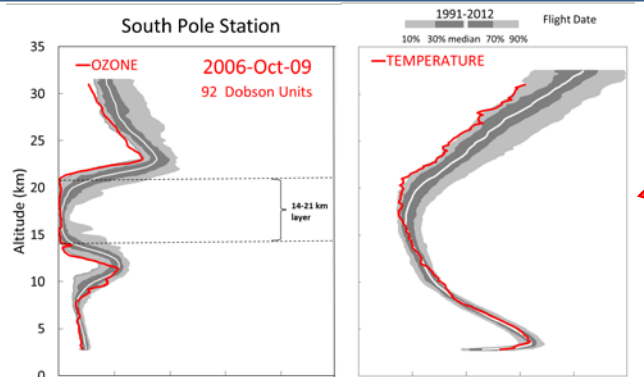 South Pole Station
1991-2012
Flight Date
10% 30% median 70% 90%
OZONE
2006-Oct-09
92 Dobson Units
TEMPERATURE
Altitude (km)
35
30
25
20
15
10
5
0
14-21 km
layer